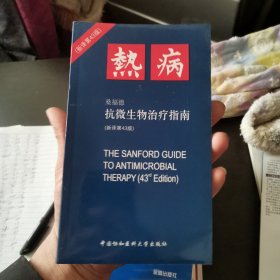 (新译第43版)
熱病
桑福德
抗微生物治疗指南
(新译第43版)
THE SANFORD GUIDE
TO ANTIMICROBIAL
THERAPY (43rd Edition)
中国协和医科大学出版社